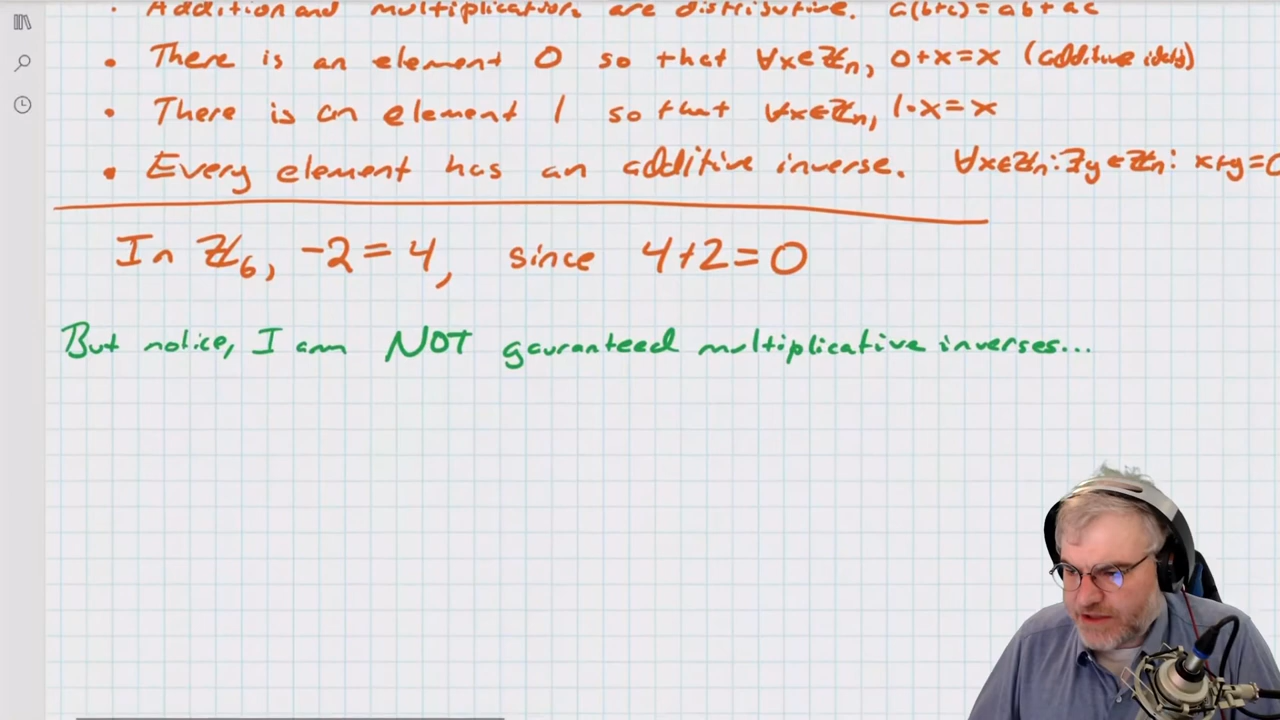 • Addition and multiplication are distributive. a(b+c)=ab+ac
• There is an element 0 so that ∀x∈ℤₙ, 0+x=x (additive identity)
• There is an element 1 so that ∀x∈ℤₙ, 1·x=x
• Every element has an additive inverse. ∀x∈ℤₙ:∃y∈ℤₙ: x+y=0
In ℤ₆, -2=4, since 4+2=0
But notice, I am NOT gauranteed multiplicative inverses...